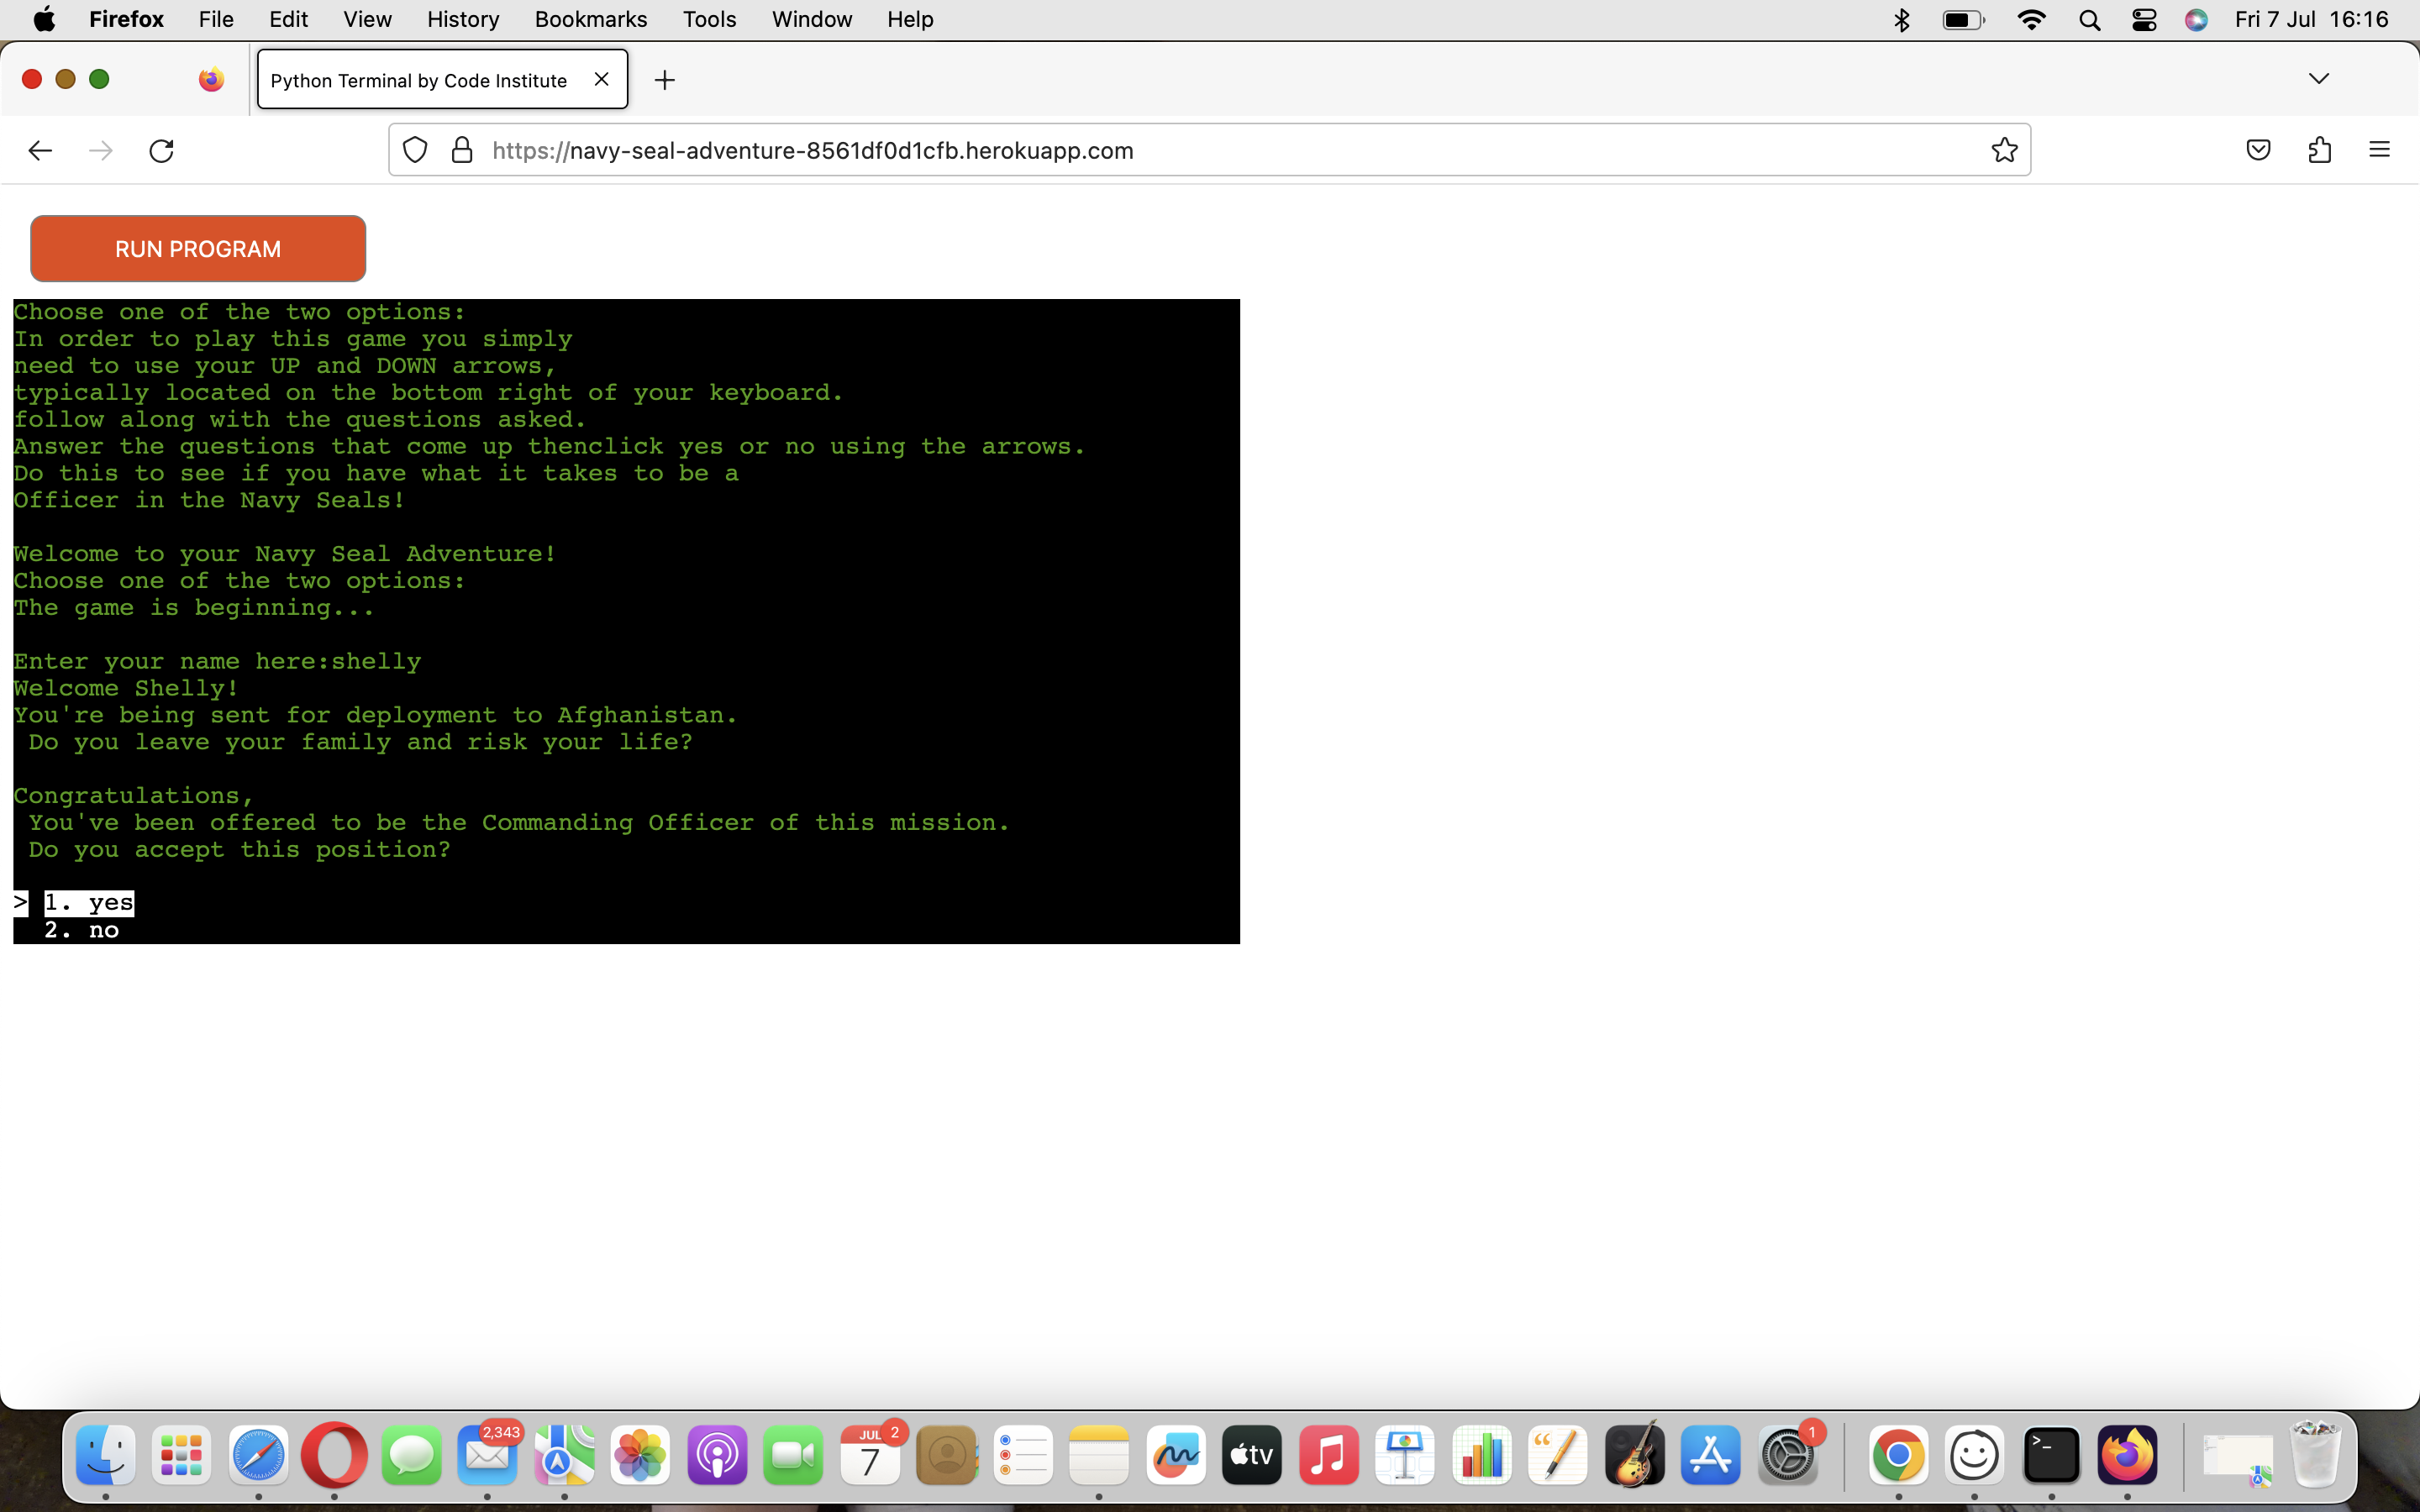 Firefox File Edit View History Bookmarks Tools Window Help Fri 7 Jul 16:16
Python Terminal by Code Institute
https://navy-seal-adventure-8561df0d1cfb.herokuapp.com
RUN PROGRAM
Choose one of the two options:
In order to play this game you simply
need to use your UP and DOWN arrows,
typically located on the bottom right of your keyboard.
follow along with the questions asked.
Answer the questions that come up thenclick yes or no using the arrows.
Do this to see if you have what it takes to be a
Officer in the Navy Seals!
Welcome to your Navy Seal Adventure!
Choose one of the two options:
The game is beginning...
Enter your name here:shelly
Welcome Shelly!
You're being sent for deployment to Afghanistan.
Do you leave your family and risk your life?
Congratulations,
You've been offered to be the Commanding Officer of this mission.
Do you accept this position?
> 1. yes
2. no
2,343
JUL 2
7
tv
1
>_